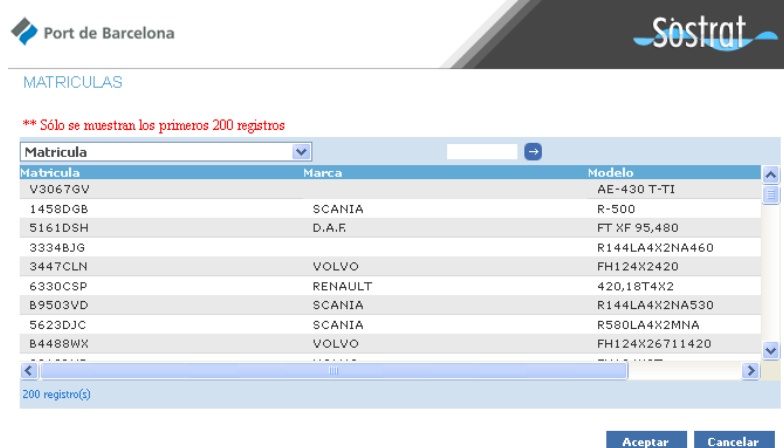 Port de Barcelona
Sòstrat
MATRICULAS
** Sólo se muestran los primeros 200 registros
Matricula
Matricula Marca Modelo
V3067GV AE-430 T-TI
1458DGB SCANIA R-500
5161DSH D.A.F. FT XF 95,480
3334BJG R144LA4X2NA460
3447CLN VOLVO FH124X2420
6330CSP RENAULT 420,18T4X2
B9503VD SCANIA R144LA4X2NA530
5623DJC SCANIA R580LA4X2MNA
B4488WX VOLVO FH124X26711420
200 registro(s)
Aceptar Cancelar